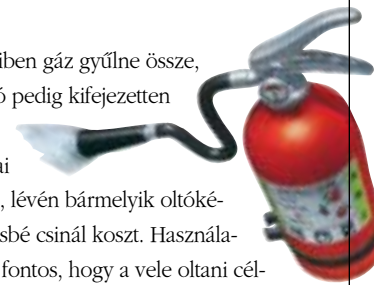 iben gáz gyűlne össze,
ó pedig kifejezetten
ai
, lévén bármelyik oltóké-
sbé csinál koszt. Használa-
fontos, hogy a vele oltani cél-